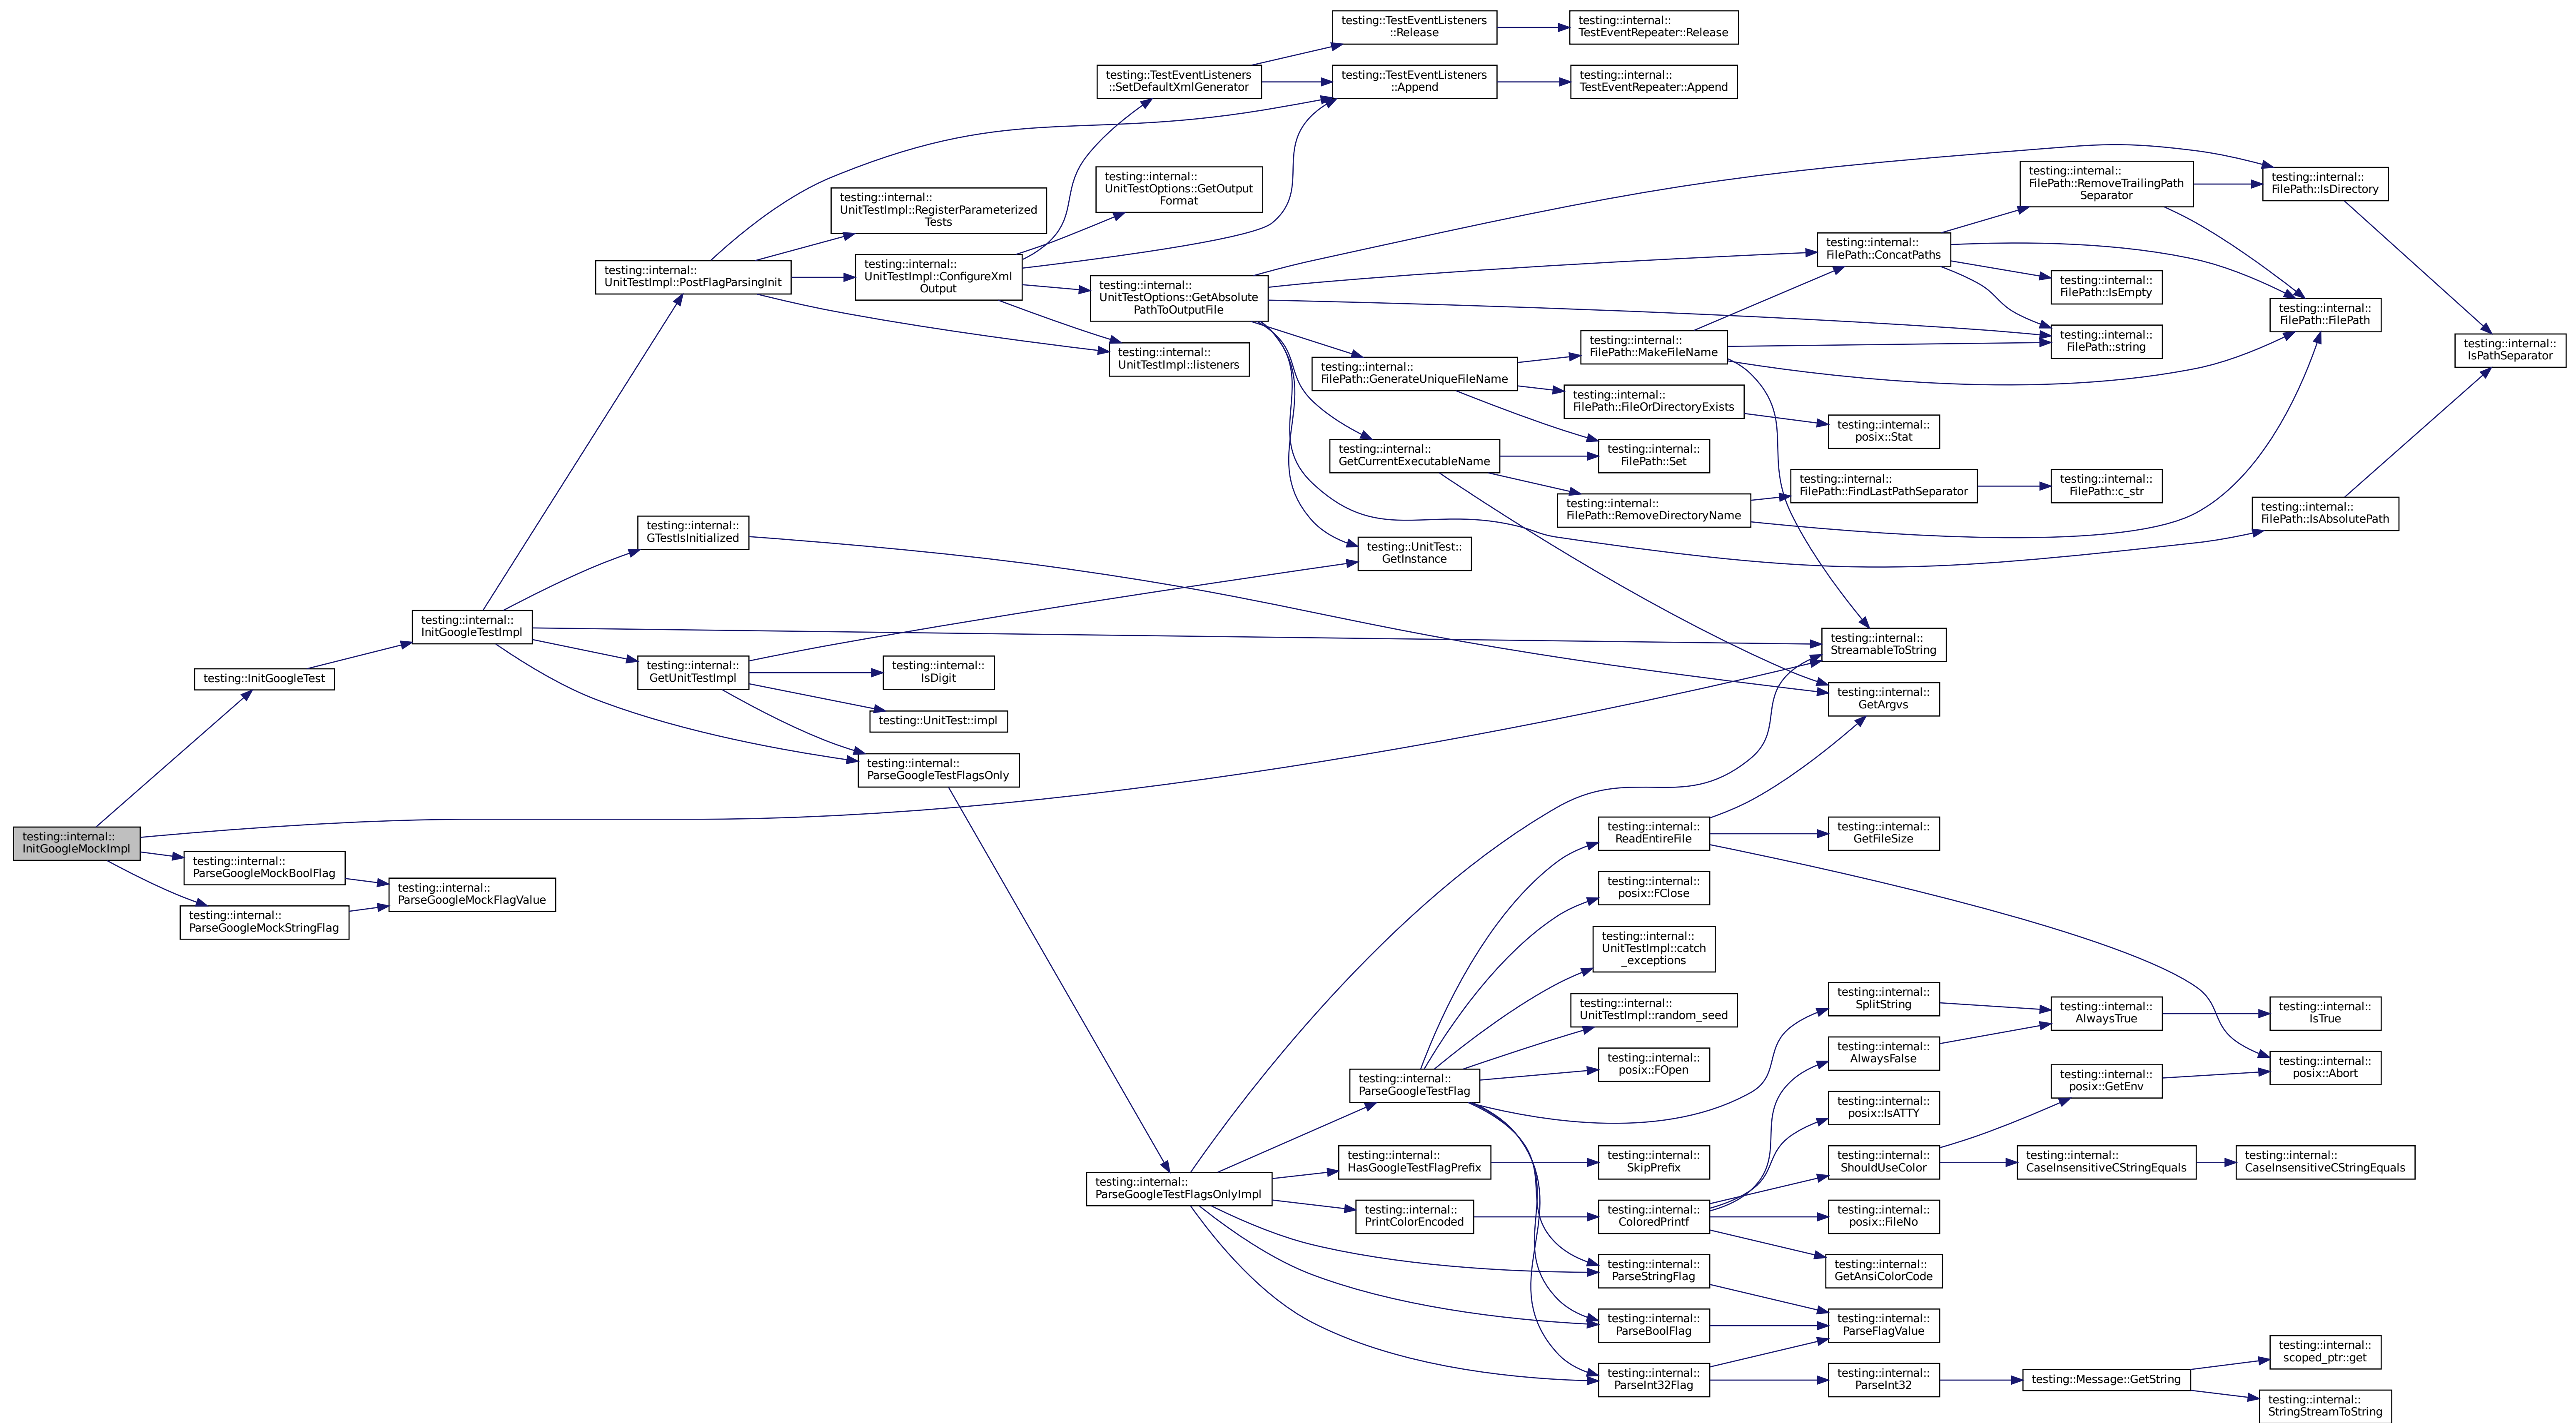 testing::internal::
InitGoogleMockImpl
testing::InitGoogleTest
testing::internal::
ParseGoogleMockBoolFlag
testing::internal::
ParseGoogleMockStringFlag
testing::internal::
ParseGoogleMockFlagValue
testing::internal::
InitGoogleTestImpl
testing::internal::
UnitTestImpl::PostFlagParsingInit
testing::internal::
GTestIsInitialized
testing::internal::
GetUnitTestImpl
testing::internal::
UnitTestImpl::RegisterParameterized
Tests
testing::internal::
UnitTestImpl::ConfigureXml
Output
testing::internal::
IsDigit
testing::UnitTest::impl
testing::internal::
ParseGoogleTestFlagsOnly
testing::TestEventListeners
::SetDefaultXmlGenerator
testing::internal::
UnitTestOptions::GetOutput
Format
testing::internal::
UnitTestOptions::GetAbsolute
PathToOutputFile
testing::internal::
UnitTestImpl::listeners
testing::internal::
ParseGoogleTestFlagsOnlyImpl
testing::TestEventListeners
::Release
testing::TestEventListeners
::Append
testing::internal::
FilePath::GenerateUniqueFileName
testing::internal::
GetCurrentExecutableName
testing::UnitTest::
GetInstance
testing::internal::
ParseGoogleTestFlag
testing::internal::
HasGoogleTestFlagPrefix
testing::internal::
PrintColorEncoded
testing::internal::
TestEventRepeater::Release
testing::internal::
TestEventRepeater::Append
testing::internal::
FilePath::MakeFileName
testing::internal::
FilePath::FileOrDirectoryExists
testing::internal::
FilePath::Set
testing::internal::
FilePath::RemoveDirectoryName
testing::internal::
ReadEntireFile
testing::internal::
posix::FClose
testing::internal::
UnitTestImpl::catch
_exceptions
testing::internal::
UnitTestImpl::random_seed
testing::internal::
posix::FOpen
testing::internal::
SkipPrefix
testing::internal::
ColoredPrintf
testing::internal::
ParseStringFlag
testing::internal::
ParseBoolFlag
testing::internal::
ParseInt32Flag
testing::internal::
FilePath::ConcatPaths
testing::internal::
posix::Stat
testing::internal::
FilePath::FindLastPathSeparator
testing::internal::
StreamableToString
testing::internal::
GetArgvs
testing::internal::
GetFileSize
testing::internal::
SplitString
testing::internal::
AlwaysFalse
testing::internal::
posix::IsATTY
testing::internal::
ShouldUseColor
testing::internal::
posix::FileNo
testing::internal::
GetAnsiColorCode
testing::internal::
ParseFlagValue
testing::internal::
ParseInt32
testing::internal::
FilePath::RemoveTrailingPath
Separator
testing::internal::
FilePath::IsEmpty
testing::internal::
FilePath::string
testing::internal::
FilePath::c_str
testing::internal::
AlwaysTrue
testing::internal::
posix::GetEnv
testing::internal::
CaseInsensitiveCStringEquals
testing::Message::GetString
testing::internal::
FilePath::IsDirectory
testing::internal::
FilePath::FilePath
testing::internal::
FilePath::IsAbsolutePath
testing::internal::
IsTrue
testing::internal::
posix::Abort
testing::internal::
CaseInsensitiveCStringEquals
testing::internal::
scoped_ptr::get
testing::internal::
StringStreamToString
testing::internal::
IsPathSeparator